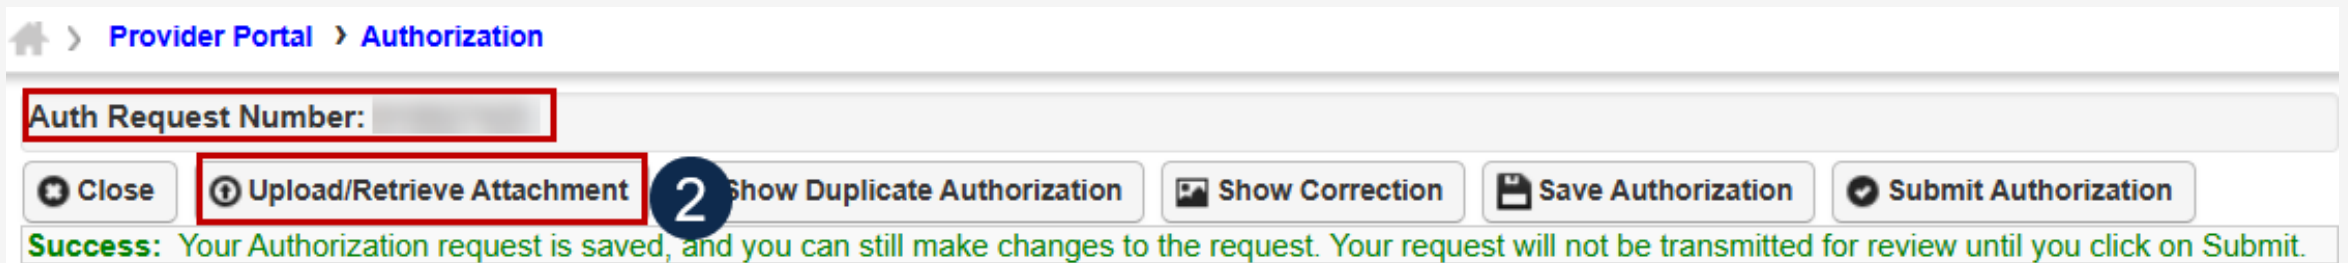 Provider Portal > Authorization
Auth Request Number:
Close Upload/Retrieve Attachment 2 Show Duplicate Authorization Show Correction Save Authorization Submit Authorization
Success: Your Authorization request is saved, and you can still make changes to the request. Your request will not be transmitted for review until you click on Submit.